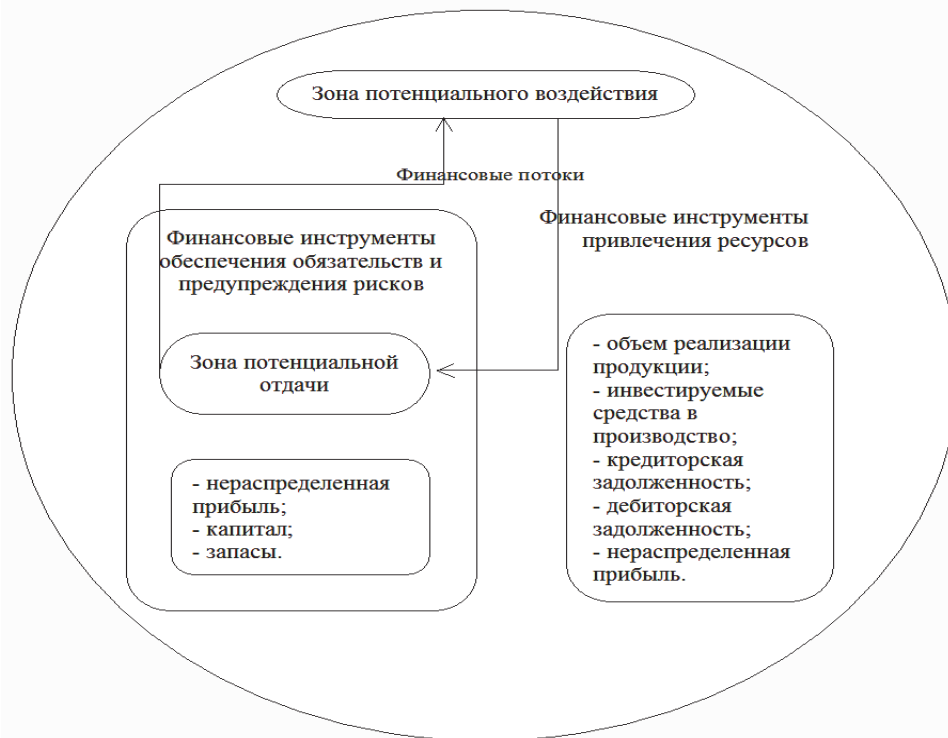 Зона потенциального воздействия
Финансовые потоки
Финансовые инструменты
привлечения ресурсов
Финансовые инструменты
обеспечения обязательств и
предупреждения рисков
Зона потенциальной
отдачи
- нераспределенная
прибыль;
- капитал;
- запасы.
- объем реализации
продукции;
- инвестируемые
средства в
производство;
- кредиторская
задолженность;
- дебиторская
задолженность;
- нераспределенная
прибыль.